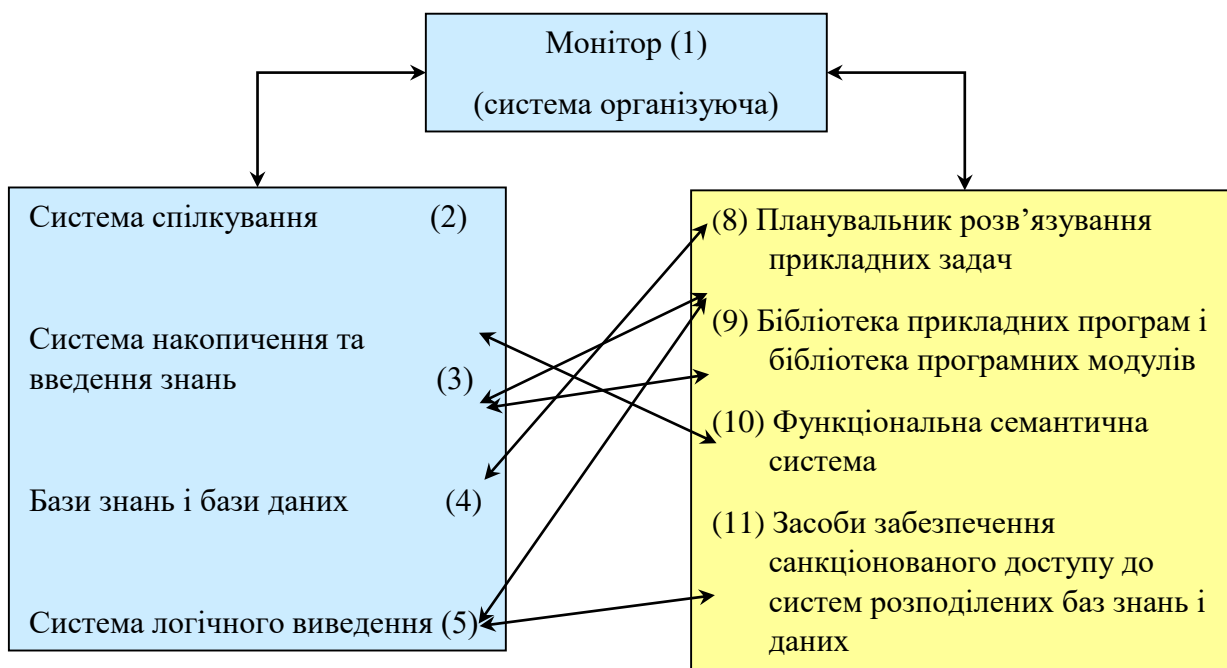 Монітор (1)
(система організуюча)
Система спілкування (2)
Система накопичення та
введення знань (3)
Бази знань і бази даних (4)
Система логічного виведення (5)
(8) Планувальник розв’язування
прикладних задач
(9) Бібліотека прикладних програм і
бібліотека програмних модулів
(10) Функціональна семантична
система
(11) Засоби забезпечення
санкціонованого доступу до
систем розподілених баз знань і
даних